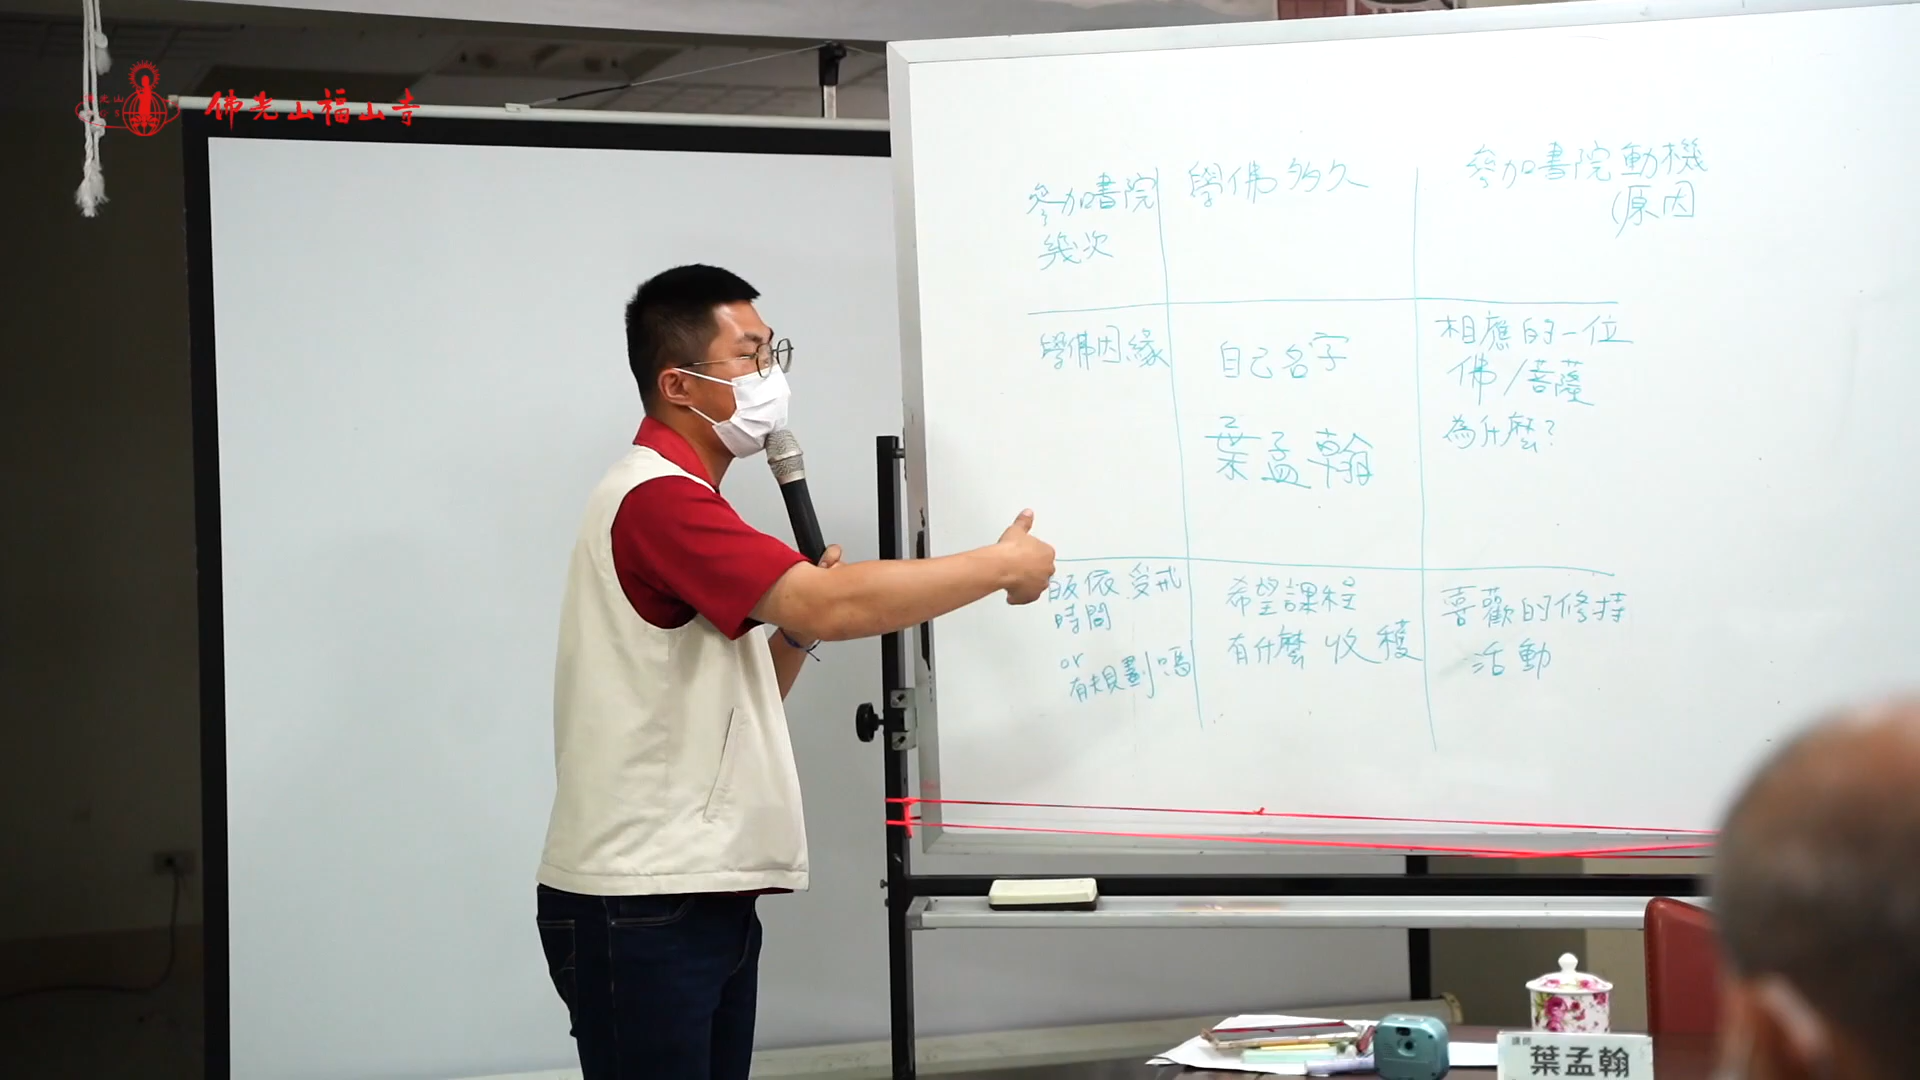 佛光山福山寺
參加書院
幾次
學佛多久
參加書院動機
(原因
學佛因緣
自己名字
葉孟翰
相應的一位
佛/菩薩
為什麼?
皈依受戒
時間
or
有規劃嗎
希望課程
有什麼收穫
喜歡的修持
活動
講師
葉孟翰